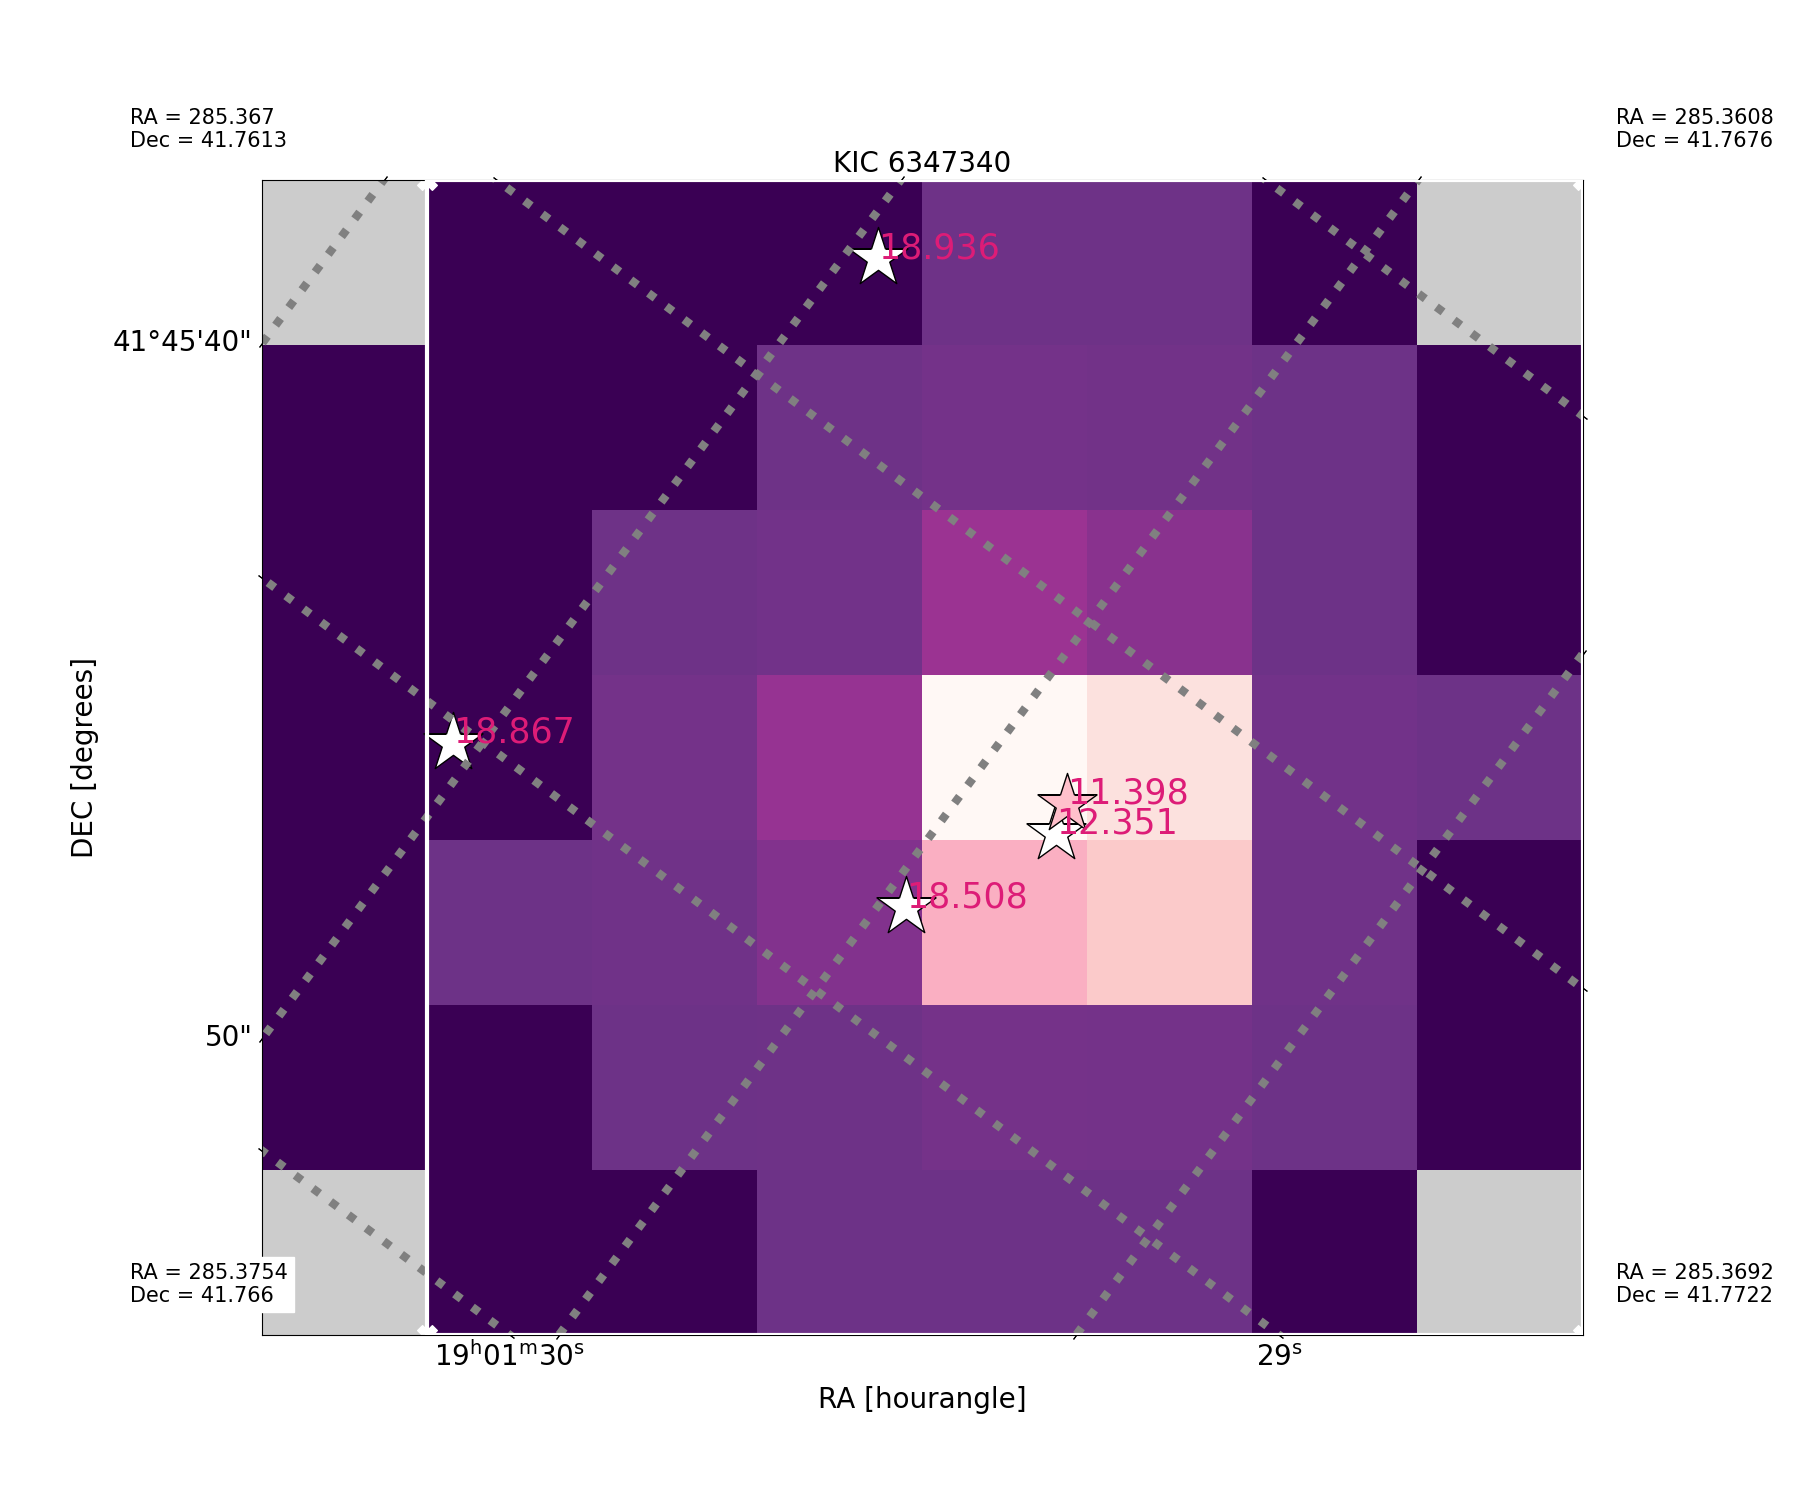 RA = 285.367
Dec = 41.7613
RA = 285.3608
Dec = 41.7676
KIC 6347340
18.936
41°45'40"
18.867
11.398
12.351
18.508
DEC [degrees]
50"
RA = 285.3754
Dec = 41.766
RA = 285.3692
Dec = 41.7722
19ʰ01ᵐ30ˢ
29ˢ
RA [hourangle]